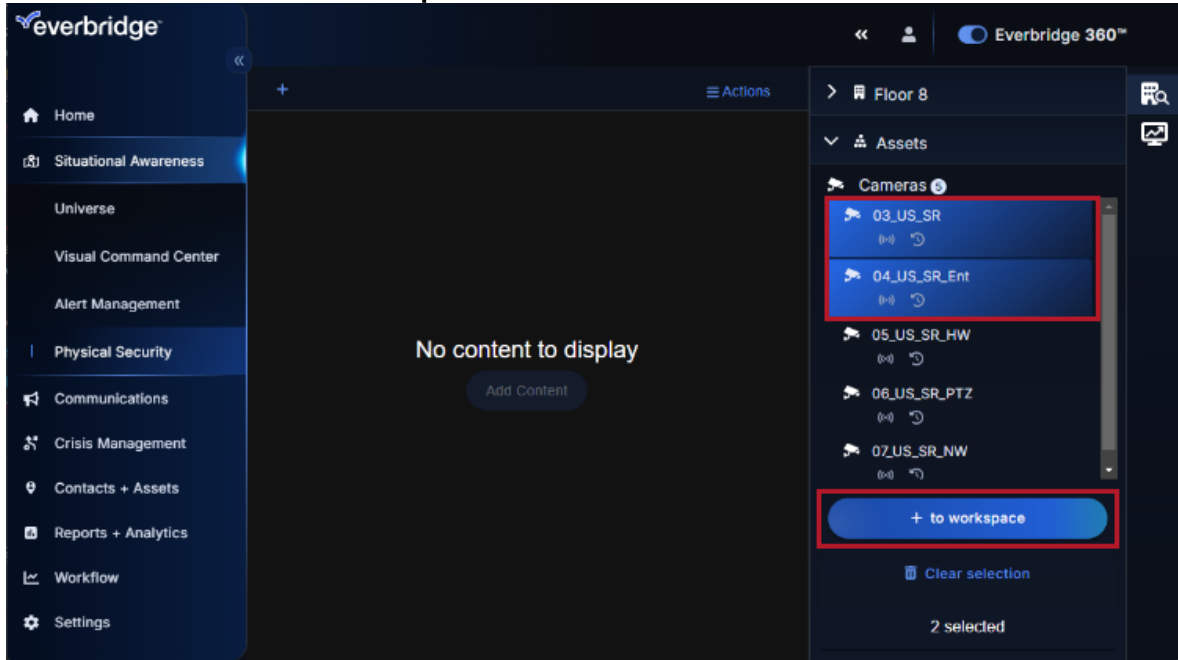 everbridge
Home
Situational Awareness
Universe
Visual Command Center
Alert Management
Physical Security
Communications
Crisis Management
Contacts + Assets
Reports + Analytics
Workflow
Settings
+
Actions
No content to display
Add Content
Everbridge 360™
Floor 8
Assets
Cameras 5
03_US_SR
04_US_SR_Ent
05_US_SR_HW
06_US_SR_PTZ
07_US_SR_NW
+ to workspace
Clear selection
2 selected